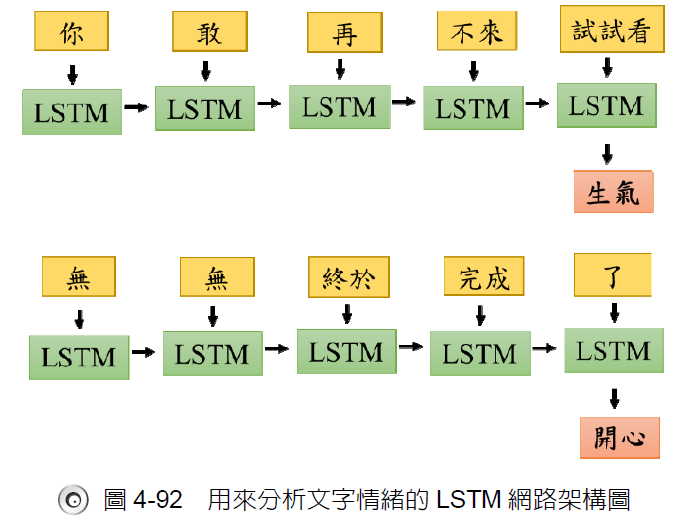 你 敢 再 不來 試試看
LSTM LSTM LSTM LSTM LSTM
生氣
無 無 終於 完成 了
LSTM LSTM LSTM LSTM LSTM
開心
圖 4-92 用來分析文字情緒的 LSTM 網路架構圖